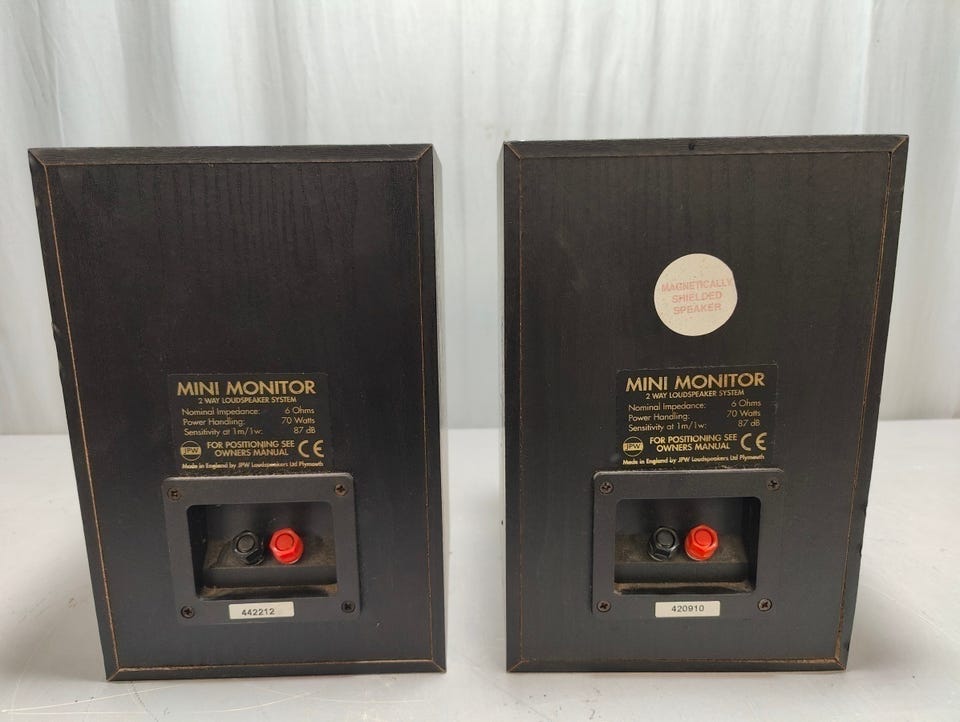 MINI MONITOR
2 WAY LOUDSPEAKER SYSTEM
Nominal Impedance: 6 Ohms
Power Handling: 70 Watts
Sensitivity at 1m/1w: 87 dB
JPW
FOR POSITIONING SEE
OWNERS MANUAL
CE
Made in England by JPW Loudspeakers Ltd Plymouth
442212
MAGNETICALLY
SHIELDED
SPEAKER
MINI MONITOR
2 WAY LOUDSPEAKER SYSTEM
Nominal Impedance: 6 Ohms
Power Handling: 70 Watts
Sensitivity at 1m/1w: 87 dB
JPW
FOR POSITIONING SEE
OWNERS MANUAL
CE
Made in England by JPW Loudspeakers Ltd Plymouth
420910